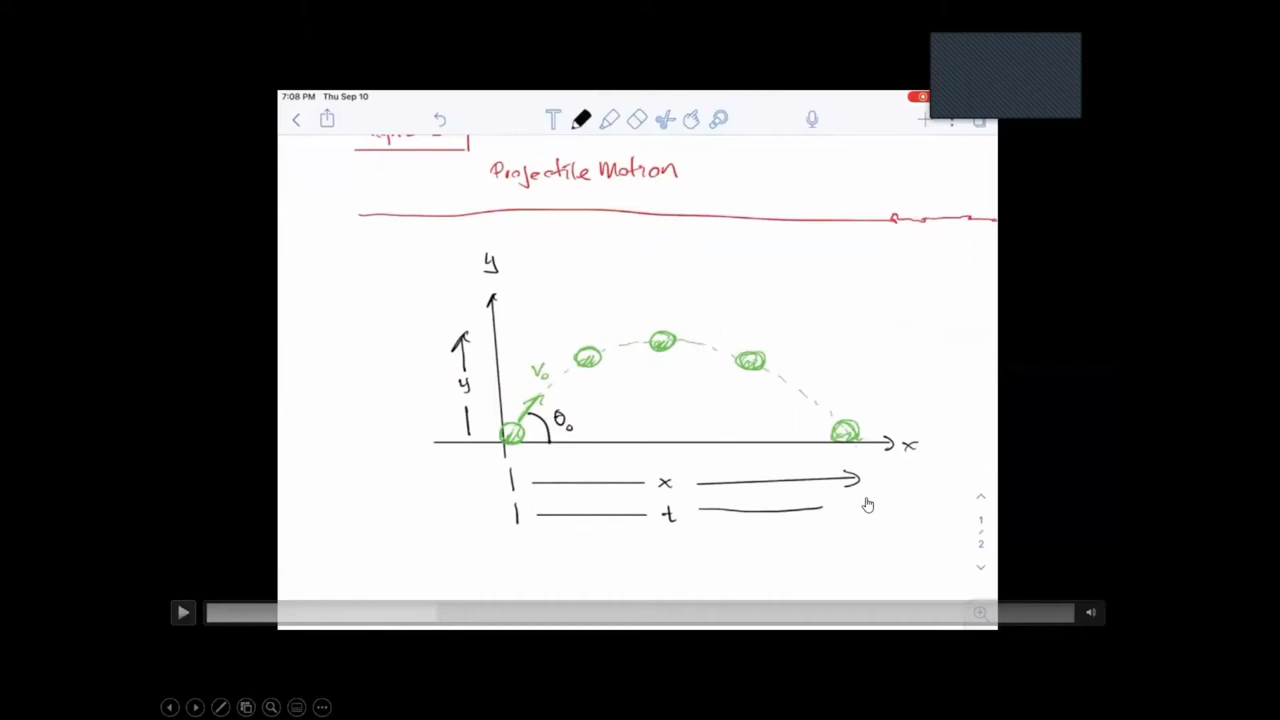 7:08 PM Thu Sep 10
T
Projectile Motion
y
y
v₀
θ₀
x
x
t
1
/
2